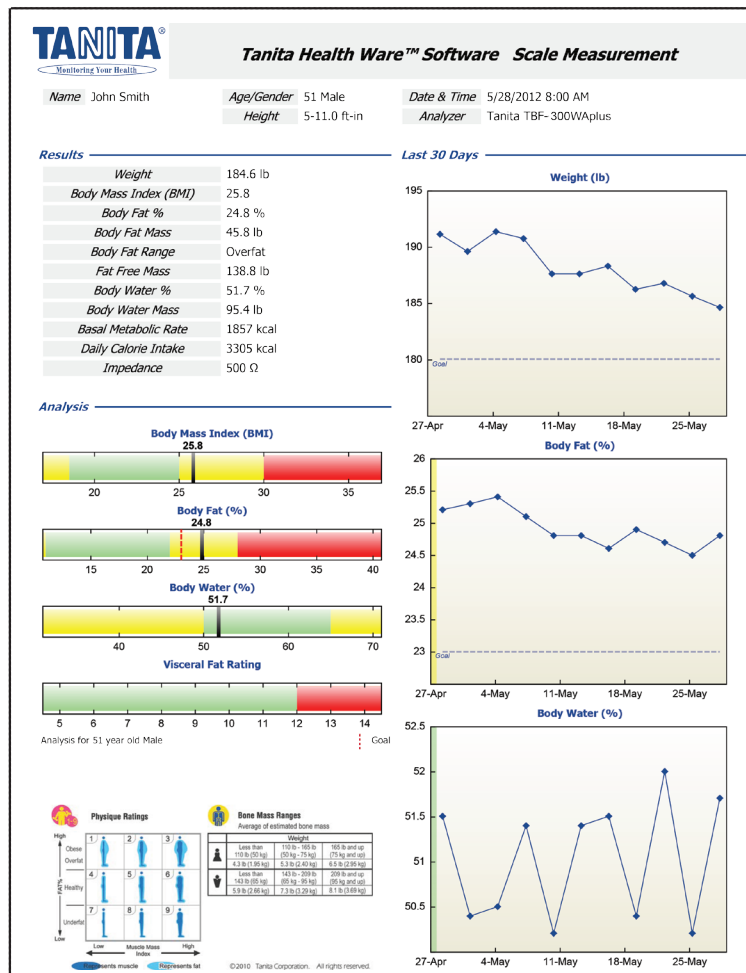 TANITA®
Monitoring Your Health
Tanita Health Ware™ Software Scale Measurement
Name John Smith
Age/Gender 51 Male
Date & Time 5/28/2012 8:00 AM
Height 5-11.0 ft-in
Analyzer Tanita TBF-300WAplus
Results
Weight 184.6 lb
Body Mass Index (BMI) 25.8
Body Fat % 24.8 %
Body Fat Mass 45.8 lb
Body Fat Range Overfat
Fat Free Mass 138.8 lb
Body Water % 51.7 %
Body Water Mass 95.4 lb
Basal Metabolic Rate 1857 kcal
Daily Calorie Intake 3305 kcal
Impedance 500 Ω
Analysis
Body Mass Index (BMI)
25.8
20 25 30 35
Body Fat (%)
24.8
15 20 25 30 35 40
Body Water (%)
51.7
40 50 60 70
Visceral Fat Rating
5 6 7 8 9 10 11 12 13 14
Analysis for 51 year old Male
Goal
Last 30 Days
Weight (lb)
195
190
185
180
Goal
27-Apr 4-May 11-May 18-May 25-May
Body Fat (%)
26
25.5
25
24.5
24
23.5
23
Goal
27-Apr 4-May 11-May 18-May 25-May
Body Water (%)
52.5
52
51.5
51
50.5
27-Apr 4-May 11-May 18-May 25-May
Physique Ratings
High
Obese
Overfat
FAT%
Healthy
Underfat
Low
1 2 3
4 5 6
7 8 9
Low Muscle Mass High
Index
Represents muscle Represents fat
Bone Mass Ranges
Average of estimated bone mass
Weight
Less than 110 lb - 165 lb 165 lb and up
110 lb (50 kg) (50 kg - 75 kg) (75 kg and up)
4.3 lb (1.95 kg) 5.3 lb (2.40 kg) 6.5 lb (2.95 kg)
Less than 143 lb - 209 lb 209 lb and up
143 lb (65 kg) (65 kg - 95 kg) (95 kg and up)
5.9 lb (2.66 kg) 7.3 lb (3.29 kg) 8.1 lb (3.69 kg)
©2010 Tanita Corporation. All rights reserved.